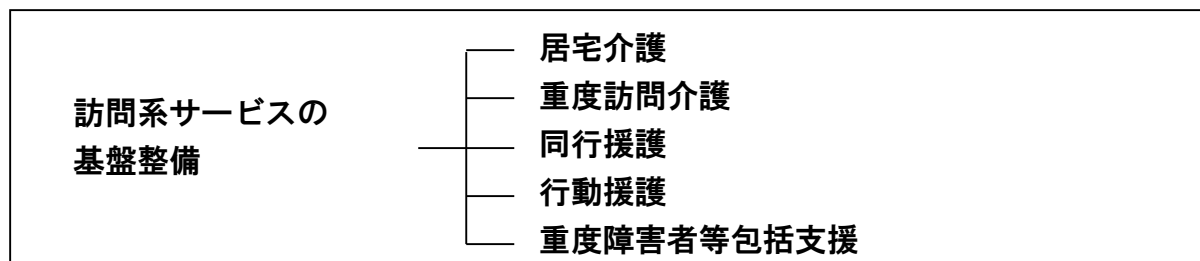 訪問系サービスの
基盤整備
居宅介護
重度訪問介護
同行援護
行動援護
重度障害者等包括支援